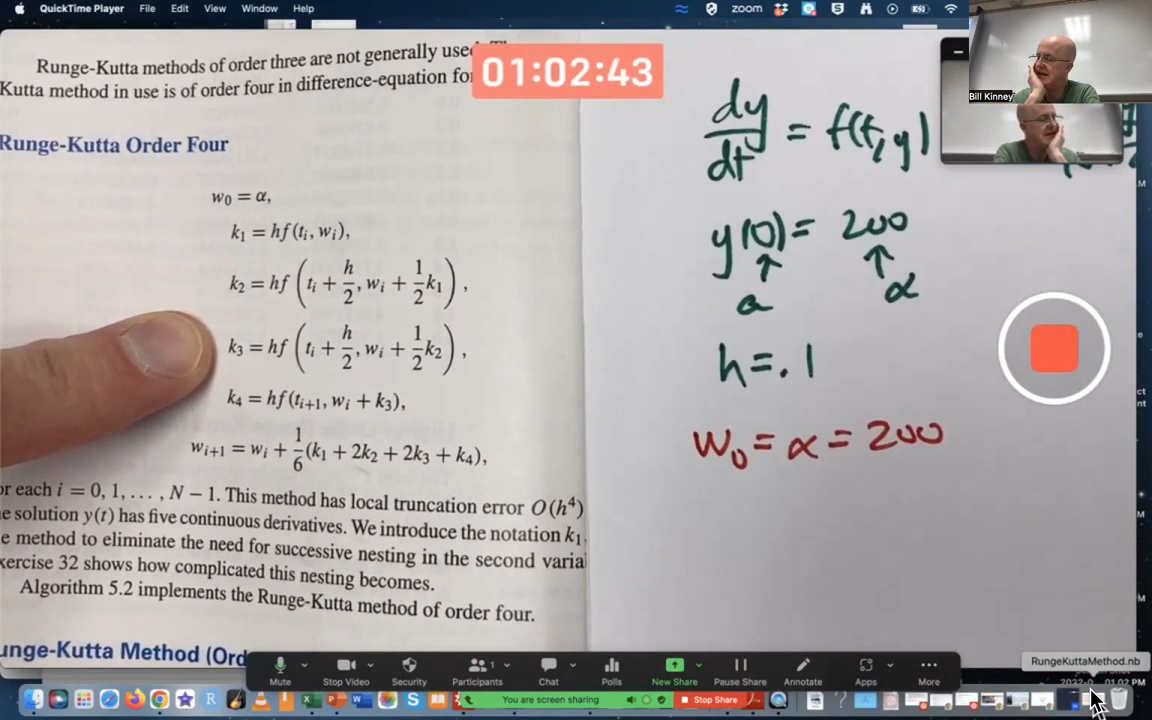 QuickTime Player File Edit View Window Help
zoom
01:02:43
Bill Kinney
Runge-Kutta methods of order three are not generally used.
Kutta method in use is of order four in difference-equation
Runge-Kutta Order Four
w₀ = α,
k₁ = hf(tᵢ, wᵢ),
k₂ = hf(tᵢ + h/2, wᵢ + 1/2 k₁),
k₃ = hf(tᵢ + h/2, wᵢ + 1/2 k₂),
k₄ = hf(tᵢ₊₁, wᵢ + k₃),
wᵢ₊₁ = wᵢ + 1/6 (k₁ + 2k₂ + 2k₃ + k₄),
or each i = 0, 1, . . . , N − 1. This method has local truncation error O(h⁴)
e solution y(t) has five continuous derivatives. We introduce the notation k₁
e method to eliminate the need for successive nesting in the second varia
xercise 32 shows how complicated this nesting becomes.
Algorithm 5.2 implements the Runge-Kutta method of order four.
unge-Kutta Method (Ord
dy/dt = f(t, y)
y(0) = 200
a α
h = .1
w₀ = α = 200
RungeKuttaMethod.nb
Mute Stop Video Security Participants 1 Chat Polls New Share Pause Share Annotate Apps More
You are screen sharing Stop Share